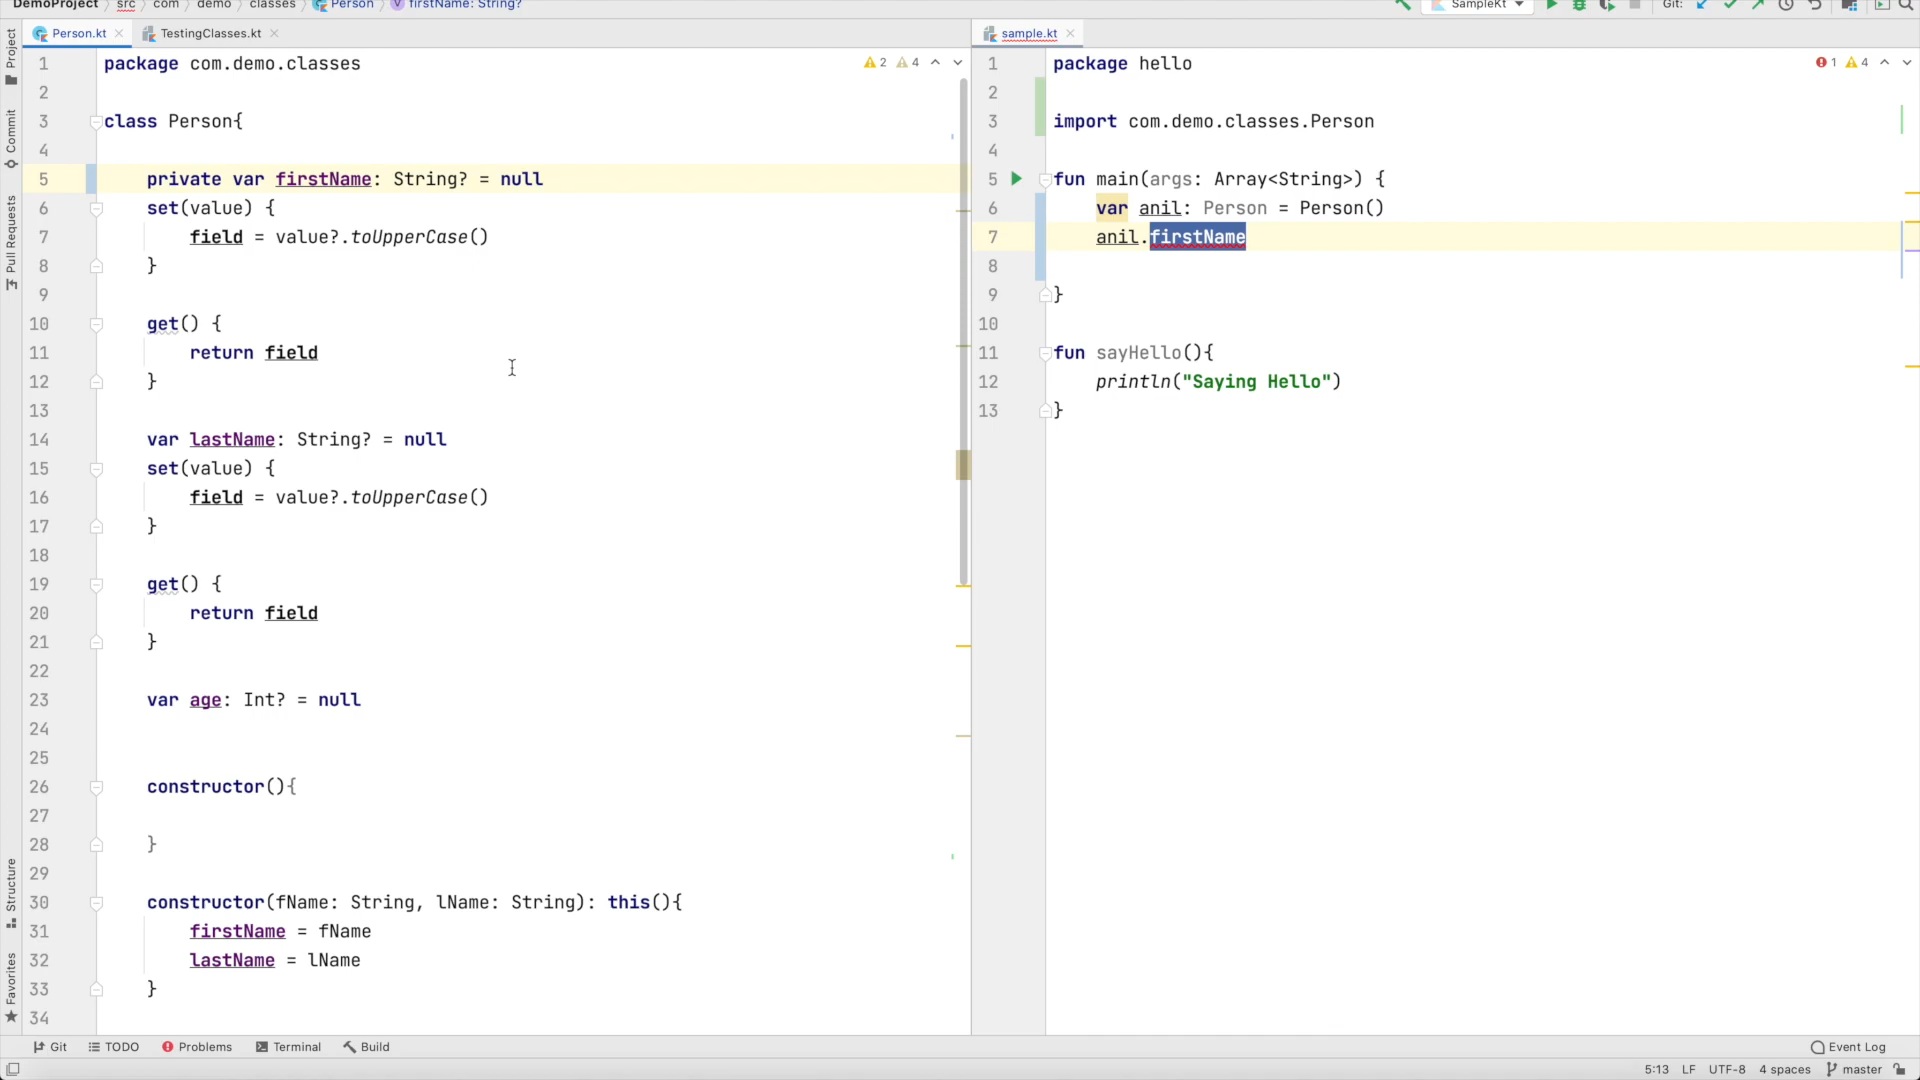 DemoProject src com demo classes Person firstName: String?
SampleKt Git:
Person.kt TestingClasses.kt
sample.kt
Project
Commit
Pull Requests
Structure
Favorites
2 4
1 package com.demo.classes
2
3 class Person{
4
5 private var firstName: String? = null
6 set(value) {
7 field = value?.toUpperCase()
8 }
9
10 get() {
11 return field
12 }
13
14 var lastName: String? = null
15 set(value) {
16 field = value?.toUpperCase()
17 }
18
19 get() {
20 return field
21 }
22
23 var age: Int? = null
24
25
26 constructor(){
27
28 }
29
30 constructor(fName: String, lName: String): this(){
31 firstName = fName
32 lastName = lName
33 }
34
1 4
1 package hello
2
3 import com.demo.classes.Person
4
5 fun main(args: Array<String>) {
6 var anil: Person = Person()
7 anil.firstName
8
9 }
10
11 fun sayHello(){
12 println("Saying Hello")
13 }
Git TODO Problems Terminal Build Event Log
5:13 LF UTF-8 4 spaces master